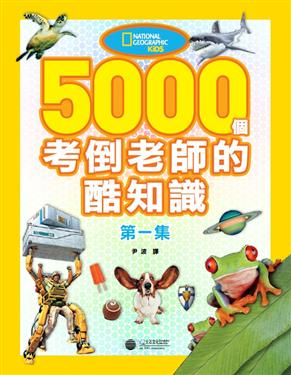 NATIONAL
GEOGRAPHIC
KiDS
5000個
考倒老師的
酷知識
第一集
尹波 譯